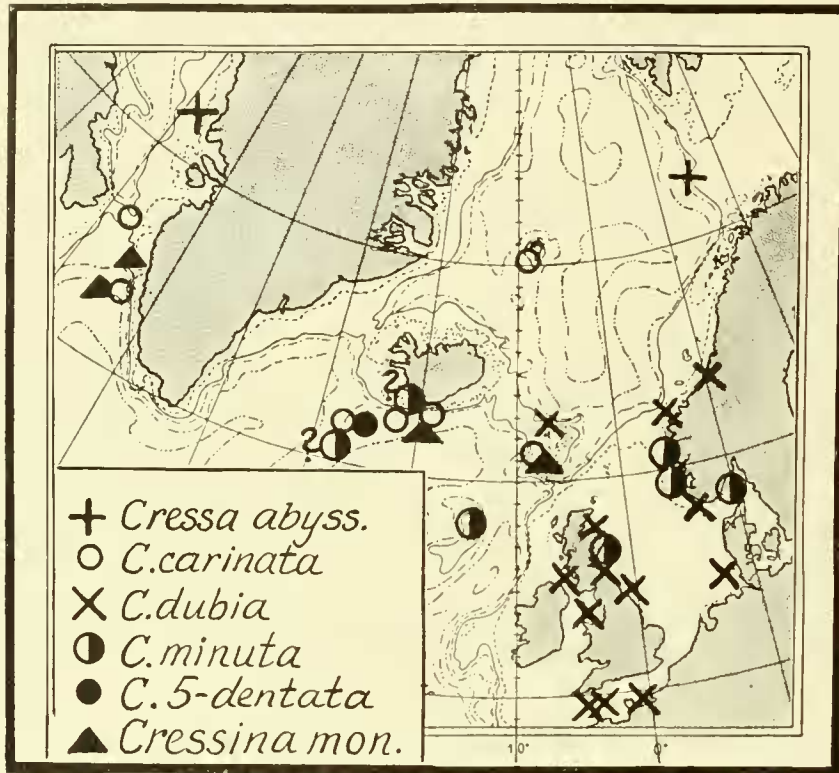 ?
?
+ Cressa abyss.
○ C. carinata
× C. dubia
◑ C. minuta
● C. 5-dentata
▲ Cressina mon.
10° 0°